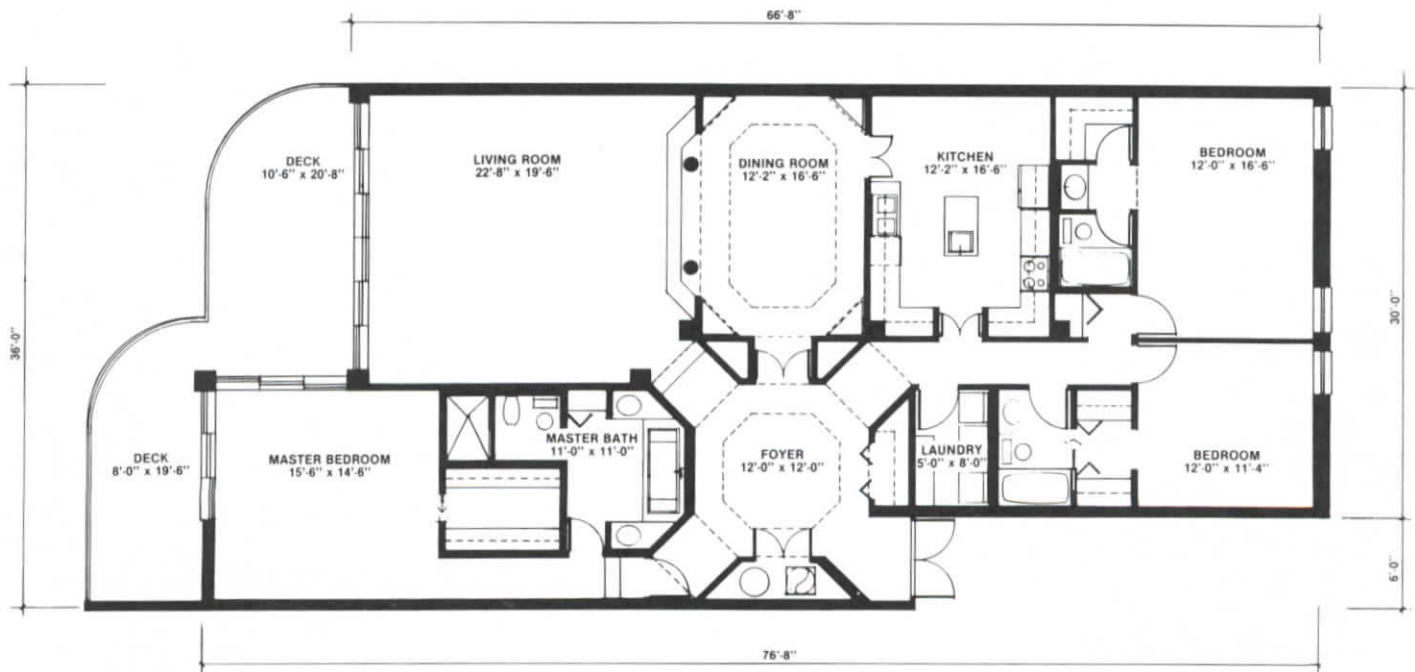 66'-8"
DECK
10'-6" x 20'-8"
LIVING ROOM
22'-8" x 19'-6"
DINING ROOM
12'-2" x 16'-6"
KITCHEN
12'-2" x 16'-6"
BEDROOM
12'-0" x 16'-6"
36'-0"
30'-0"
DECK
8'-0" x 19'-6"
MASTER BEDROOM
15'-6" x 14'-6"
MASTER BATH
11'-0" x 11'-0"
FOYER
12'-0" x 12'-0"
LAUNDRY
5'-0" x 8'-0"
BEDROOM
12'-0" x 11'-4"
6'-0"
76'-8"